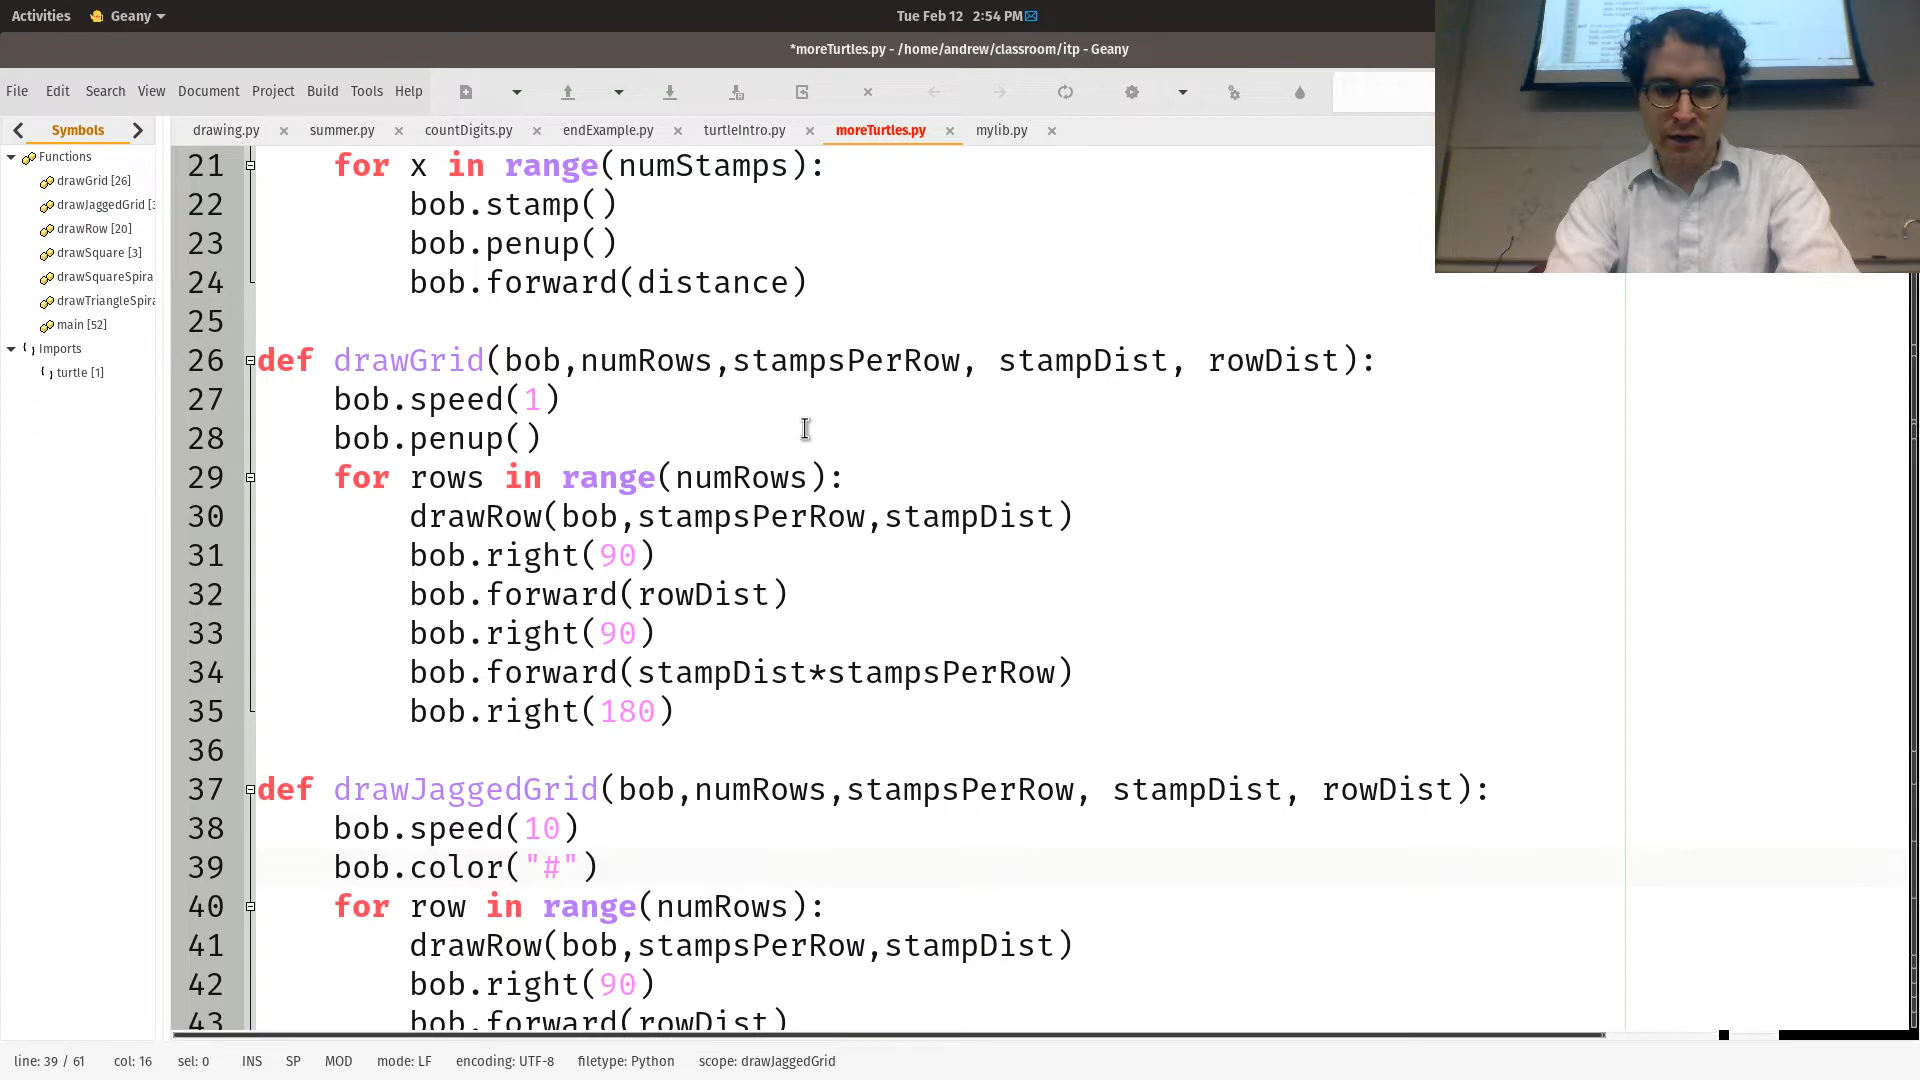 Activities
Geany
Tue Feb 12 2:54 PM
*moreTurtles.py - /home/andrew/classroom/itp - Geany
File Edit Search View Document Project Build Tools Help
Symbols
drawing.py summer.py countDigits.py endExample.py turtleIntro.py moreTurtles.py mylib.py
Functions
drawGrid [26]
drawJaggedGrid [3
drawRow [20]
drawSquare [3]
drawSquareSpira
drawTriangleSpira
main [52]
Imports
turtle [1]
21 for x in range(numStamps):
22 bob.stamp()
23 bob.penup()
24 bob.forward(distance)
25
26 def drawGrid(bob,numRows,stampsPerRow, stampDist, rowDist):
27 bob.speed(1)
28 bob.penup()
29 for rows in range(numRows):
30 drawRow(bob,stampsPerRow,stampDist)
31 bob.right(90)
32 bob.forward(rowDist)
33 bob.right(90)
34 bob.forward(stampDist*stampsPerRow)
35 bob.right(180)
36
37 def drawJaggedGrid(bob,numRows,stampsPerRow, stampDist, rowDist):
38 bob.speed(10)
39 bob.color("#")
40 for row in range(numRows):
41 drawRow(bob,stampsPerRow,stampDist)
42 bob.right(90)
43 bob.forward(rowDist)
line: 39 / 61 col: 16 sel: 0 INS SP MOD mode: LF encoding: UTF-8 filetype: Python scope: drawJaggedGrid